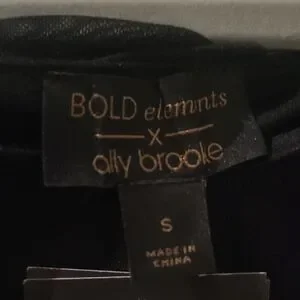 BOLD elemnts
X
ally brooke
S
MADE IN
CHINA